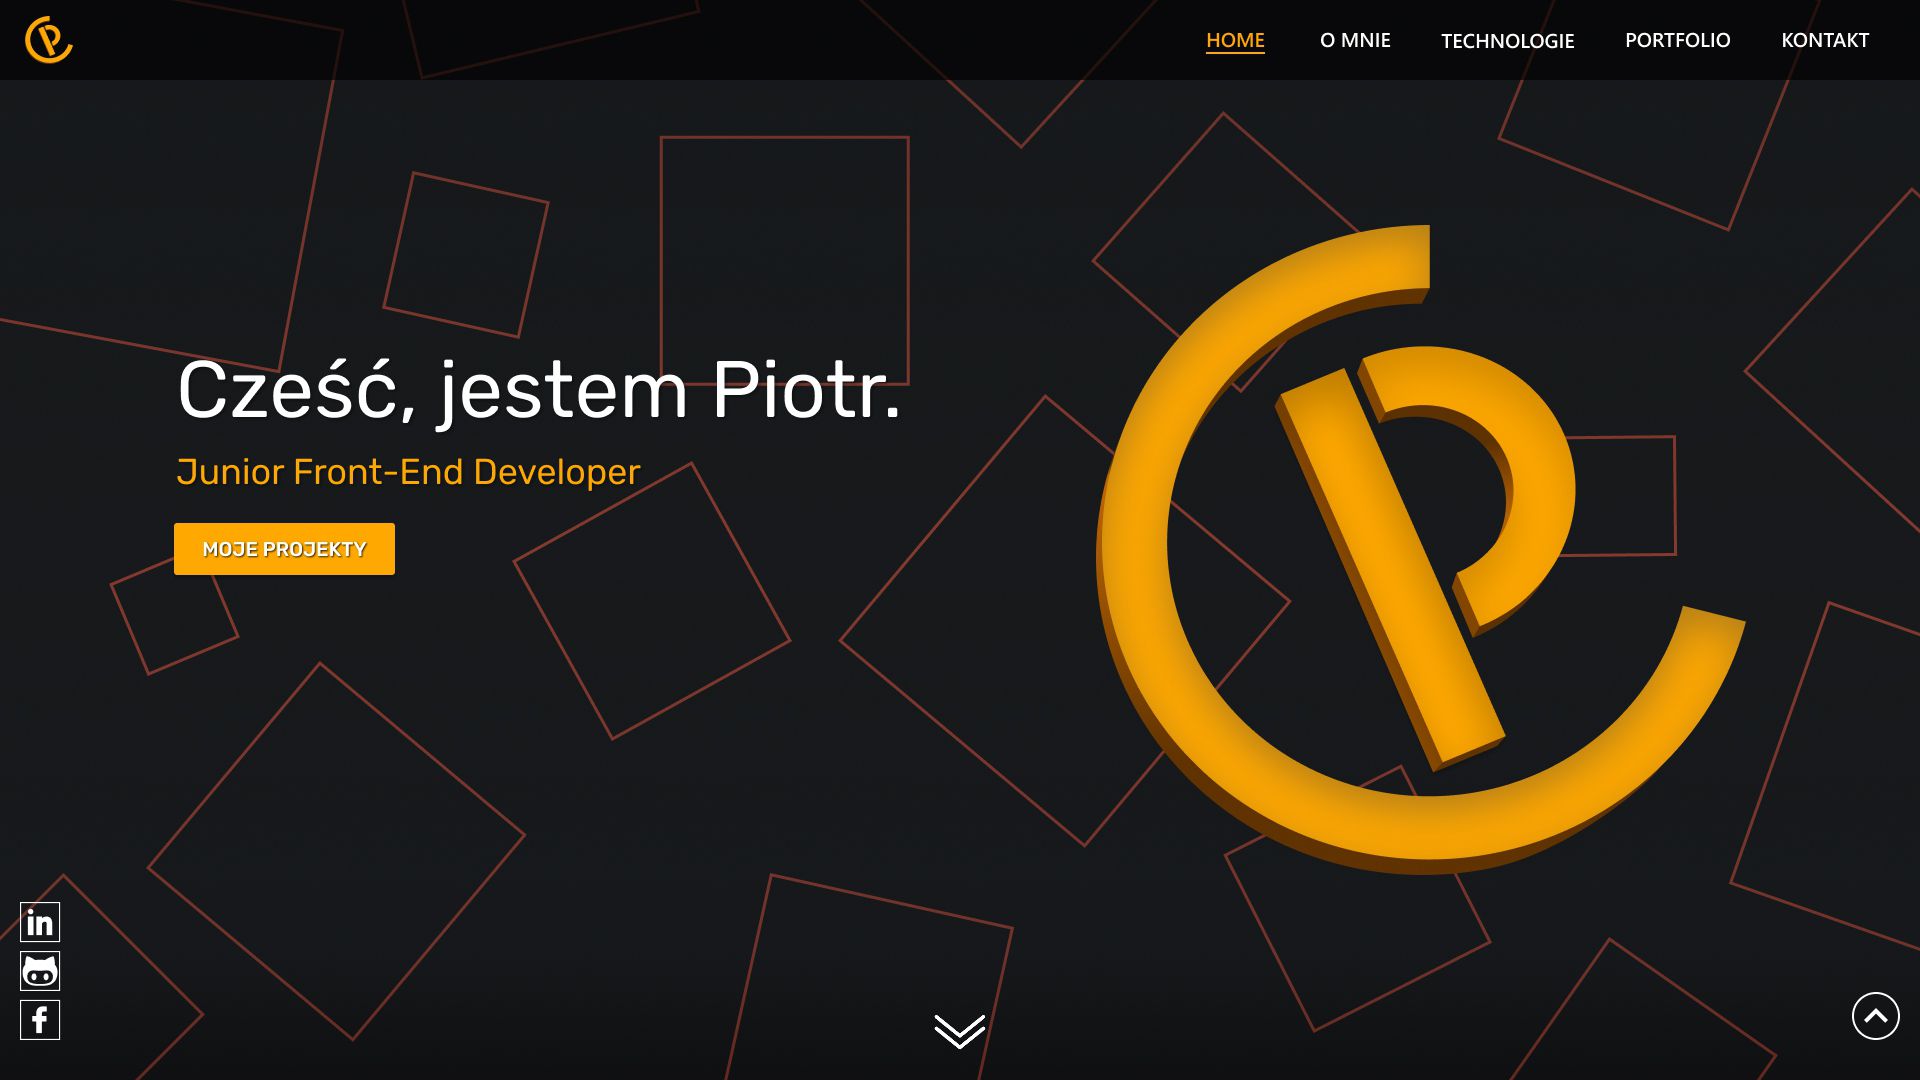 HOME
O MNIE
TECHNOLOGIE
PORTFOLIO
KONTAKT
Cześć, jestem Piotr.
Junior Front-End Developer
MOJE PROJEKTY
in
f